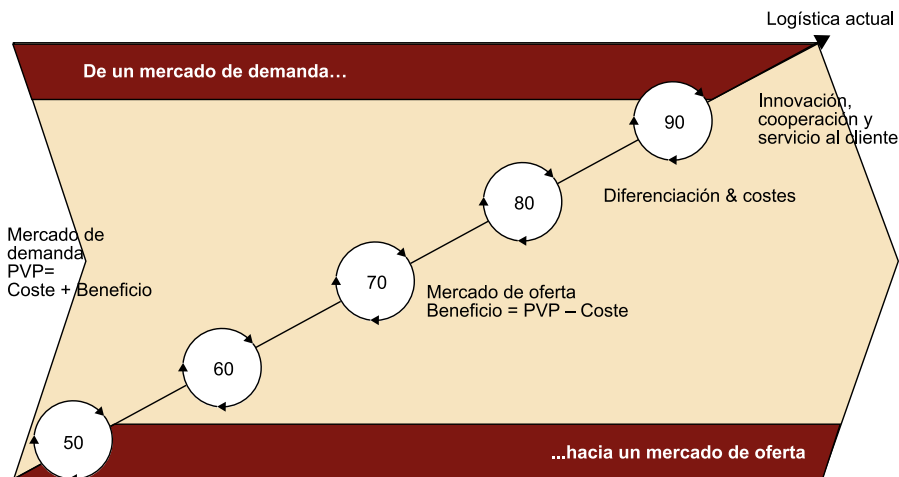 Logística actual
De un mercado de demanda…
90
Innovación,
cooperación y
servicio al cliente
80
Diferenciación & costes
Mercado de
demanda
PVP=
Coste + Beneficio
70
Mercado de oferta
Beneficio = PVP – Coste
60
50
...hacia un mercado de oferta